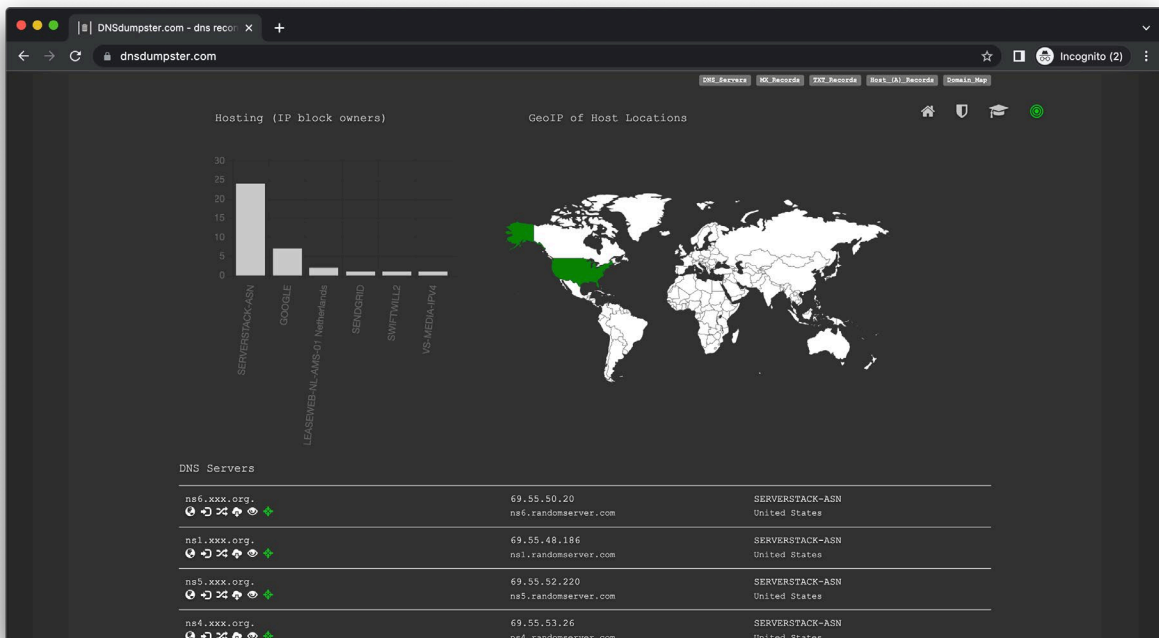 DNSdumpster.com - dns recon
dnsdumpster.com
Incognito (2)
DNS_Servers MX_Records TXT_Records Host_(A)_Records Domain_Map
Hosting (IP block owners)
GeoIP of Host Locations
30
25
20
15
10
5
0
SERVERSTACK-ASN
GOOGLE
LEASEWEB-NL-AMS-01 Netherlands
SENDGRID
SWIFTWILL2
VS-MEDIA-IPV4
DNS Servers
ns6.xxx.org. 69.55.50.20 SERVERSTACK-ASN
ns6.randomserver.com United States
ns1.xxx.org. 69.55.48.186 SERVERSTACK-ASN
ns1.randomserver.com United States
ns5.xxx.org. 69.55.52.220 SERVERSTACK-ASN
ns5.randomserver.com United States
ns4.xxx.org. 69.55.53.26 SERVERSTACK-ASN
ns4.randomserver.com United States